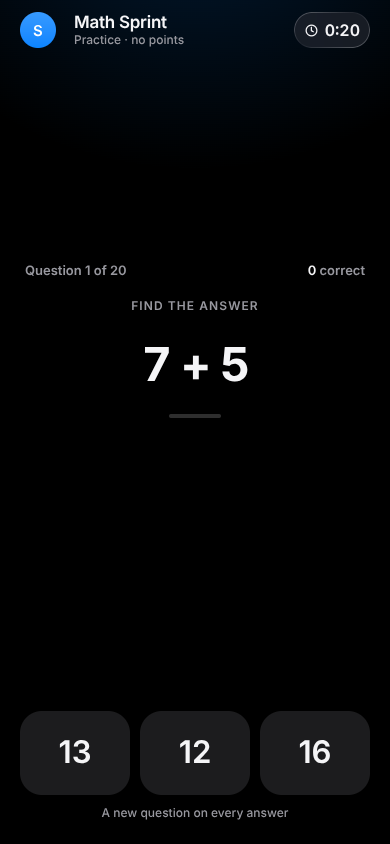 S
Math Sprint
Practice · no points
0:20
Question 1 of 20
0 correct
FIND THE ANSWER
7 + 5
13
12
16
A new question on every answer